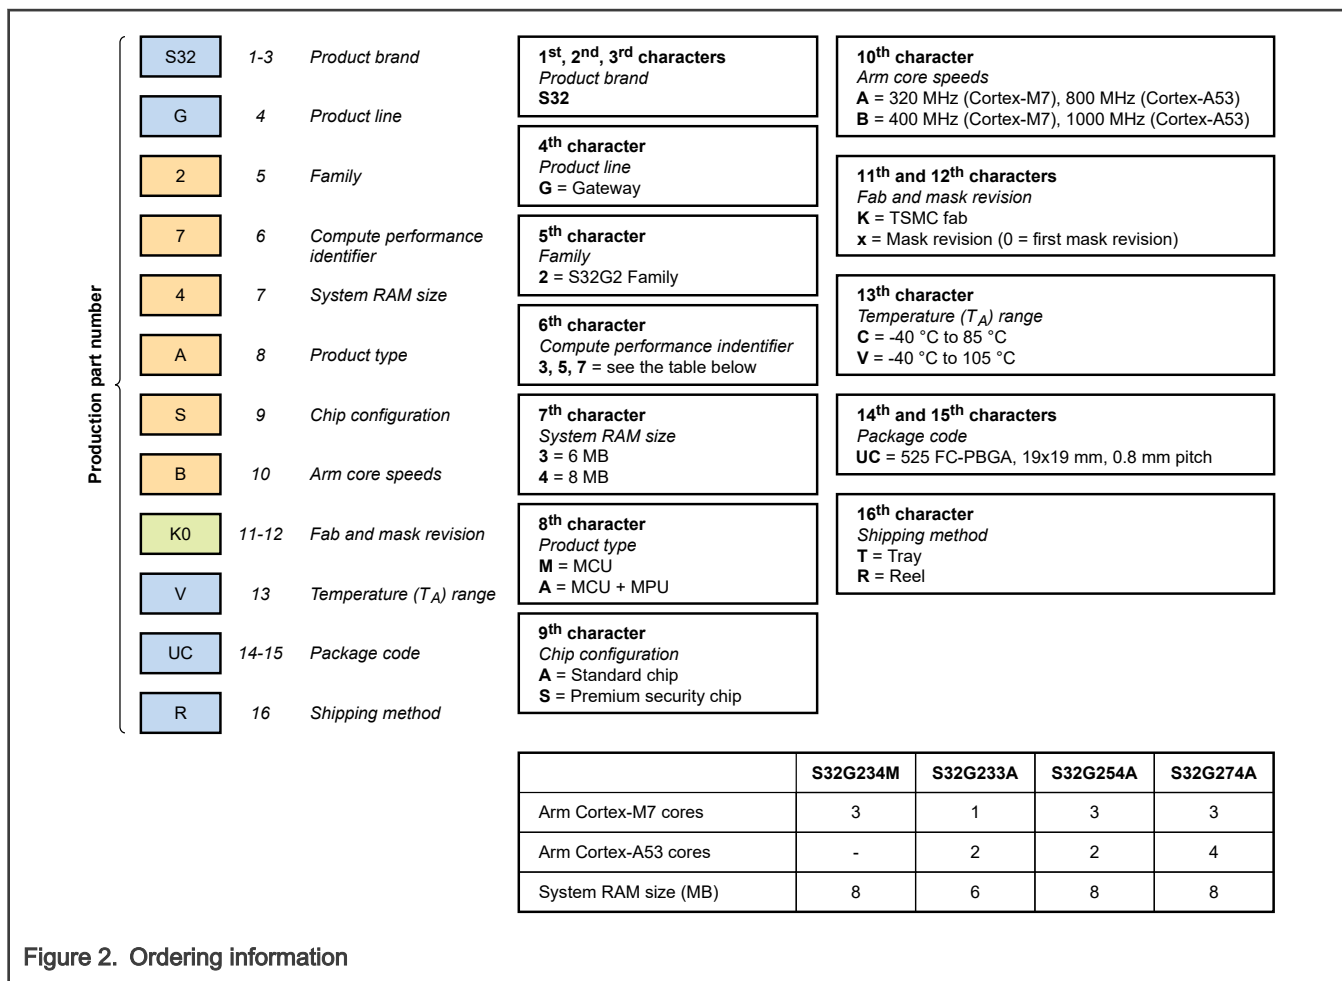 Production part number
S32 1-3 Product brand
G 4 Product line
2 5 Family
7 6 Compute performance
identifier
4 7 System RAM size
A 8 Product type
S 9 Chip configuration
B 10 Arm core speeds
K0 11-12 Fab and mask revision
V 13 Temperature (TA) range
UC 14-15 Package code
R 16 Shipping method
1st, 2nd, 3rd characters
Product brand
S32
4th character
Product line
G = Gateway
5th character
Family
2 = S32G2 Family
6th character
Compute performance indentifier
3, 5, 7 = see the table below
7th character
System RAM size
3 = 6 MB
4 = 8 MB
8th character
Product type
M = MCU
A = MCU + MPU
9th character
Chip configuration
A = Standard chip
S = Premium security chip
10th character
Arm core speeds
A = 320 MHz (Cortex-M7), 800 MHz (Cortex-A53)
B = 400 MHz (Cortex-M7), 1000 MHz (Cortex-A53)
11th and 12th characters
Fab and mask revision
K = TSMC fab
x = Mask revision (0 = first mask revision)
13th character
Temperature (TA) range
C = -40 °C to 85 °C
V = -40 °C to 105 °C
14th and 15th characters
Package code
UC = 525 FC-PBGA, 19x19 mm, 0.8 mm pitch
16th character
Shipping method
T = Tray
R = Reel
S32G234M S32G233A S32G254A S32G274A
Arm Cortex-M7 cores 3 1 3 3
Arm Cortex-A53 cores - 2 2 4
System RAM size (MB) 8 6 8 8
Figure 2. Ordering information